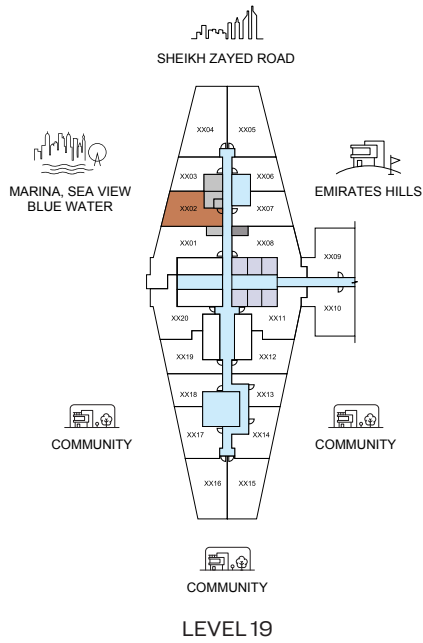 SHEIKH ZAYED ROAD
XX04
XX05
MARINA, SEA VIEW
BLUE WATER
XX03
XX06
EMIRATES HILLS
XX02
XX07
XX01
XX08
XX09
XX10
XX20
XX11
XX19
XX12
XX18
XX13
COMMUNITY
COMMUNITY
XX17
XX14
XX16
XX15
COMMUNITY
LEVEL 19